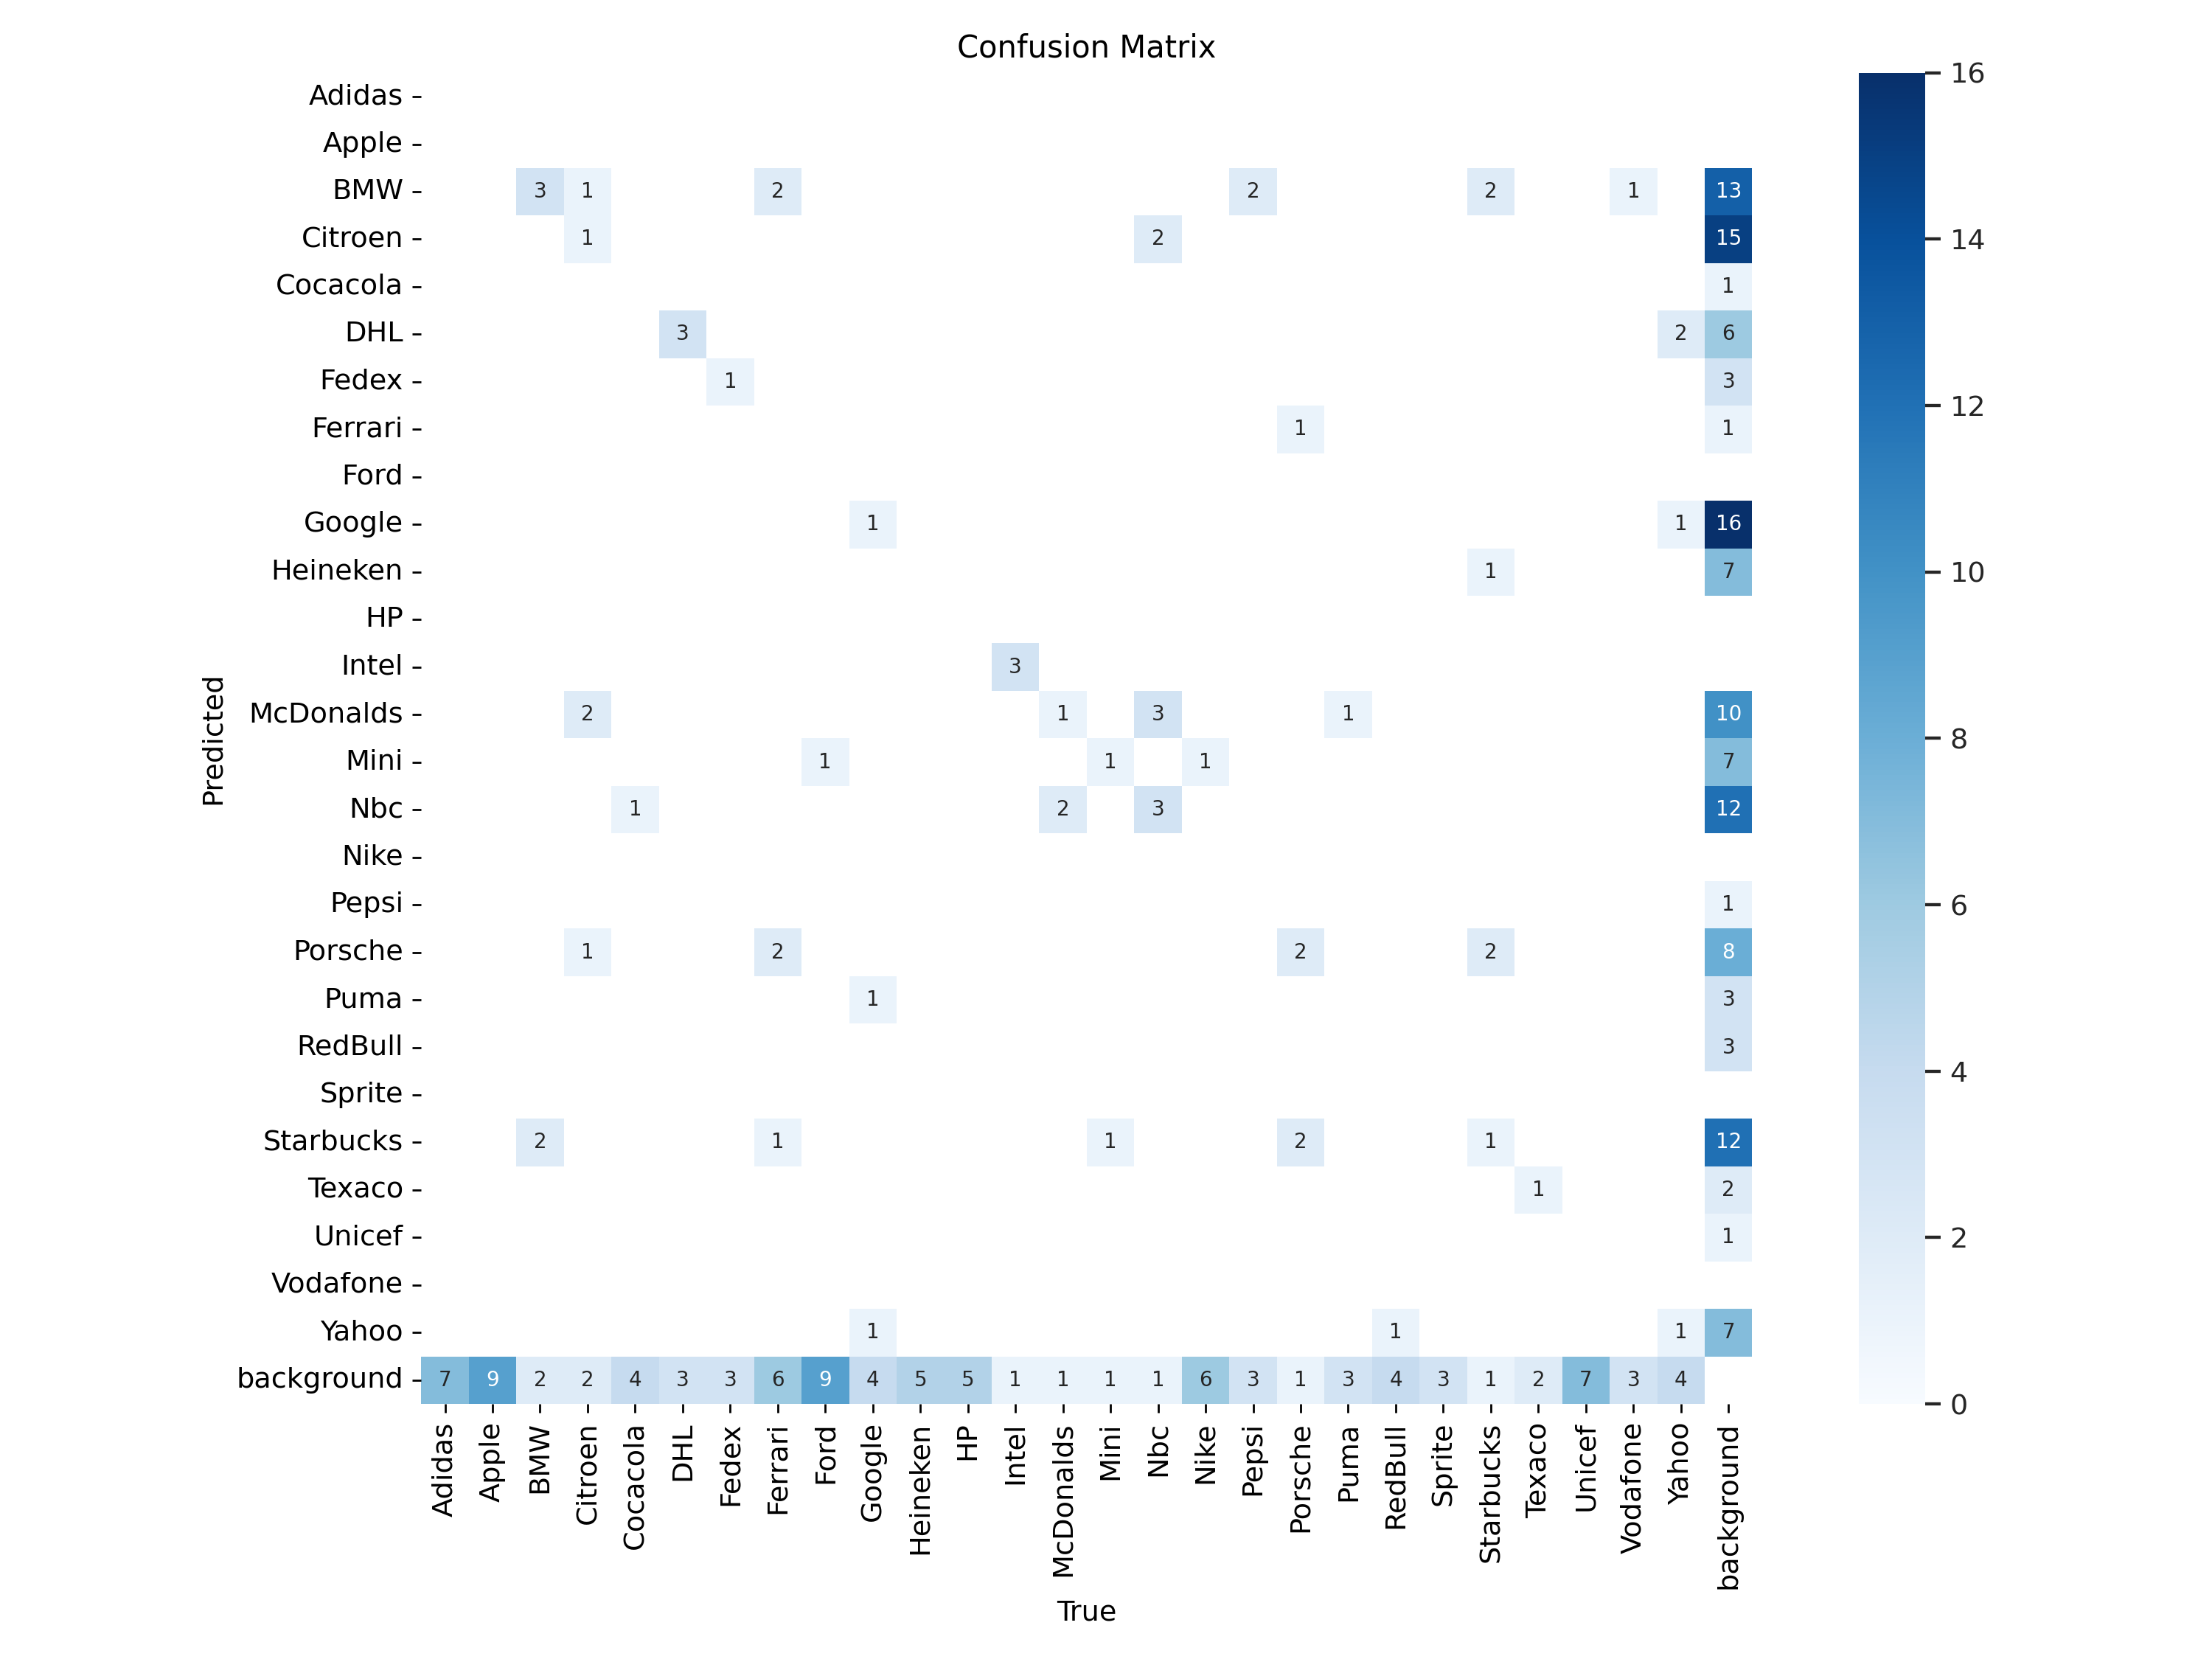 Confusion Matrix
Adidas
Apple
BMW 3 1 2 2 2 1 13
Citroen 1 2 15
Cocacola 1
DHL 3 2 6
Fedex 1 3
Ferrari 1 1
Ford
Google 1 1 16
Heineken 1 7
HP
Intel 3
McDonalds 2 1 3 1 10
Mini 1 1 1 7
Nbc 1 2 3 12
Nike
Pepsi 1
Porsche 1 2 2 2 8
Puma 1 3
RedBull 3
Sprite
Starbucks 2 1 1 2 1 12
Texaco 1 2
Unicef 1
Vodafone
Yahoo 1 1 1 7
background 7 9 2 2 4 3 3 6 9 4 5 5 1 1 1 1 6 3 1 3 4 3 1 2 7 3 4
Predicted
Adidas Apple BMW Citroen Cocacola DHL Fedex Ferrari Ford Google Heineken HP Intel McDonalds Mini Nbc Nike Pepsi Porsche Puma RedBull Sprite Starbucks Texaco Unicef Vodafone Yahoo background
True
16
14
12
10
8
6
4
2
0